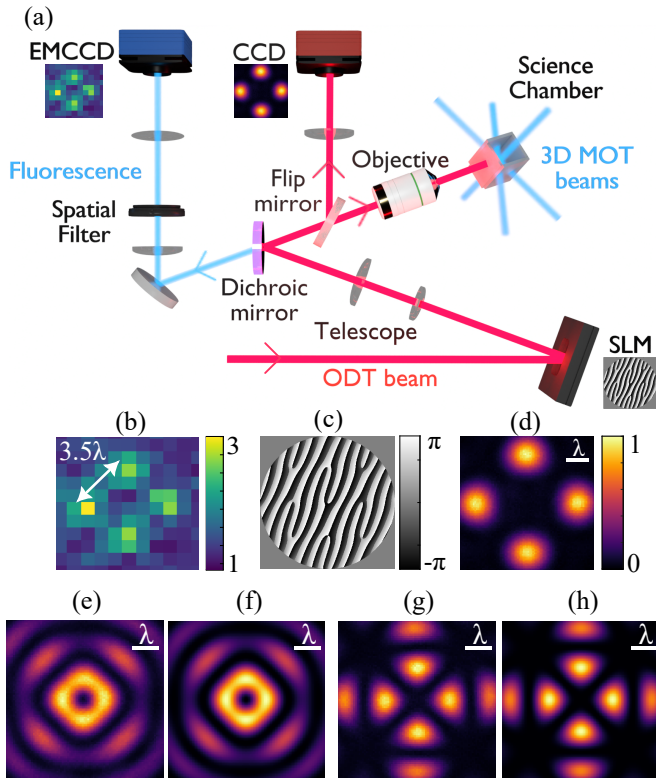 (a)
EMCCD
CCD
Science
Chamber
Fluorescence
Objective
3D MOT
beams
Flip
mirror
Spatial
Filter
Dichroic
mirror
Telescope
SLM
ODT beam
(b)
(c)
(d)
3.5λ
3
1
π
-π
λ
1
0
(e)
(f)
(g)
(h)
λ
λ
λ
λ